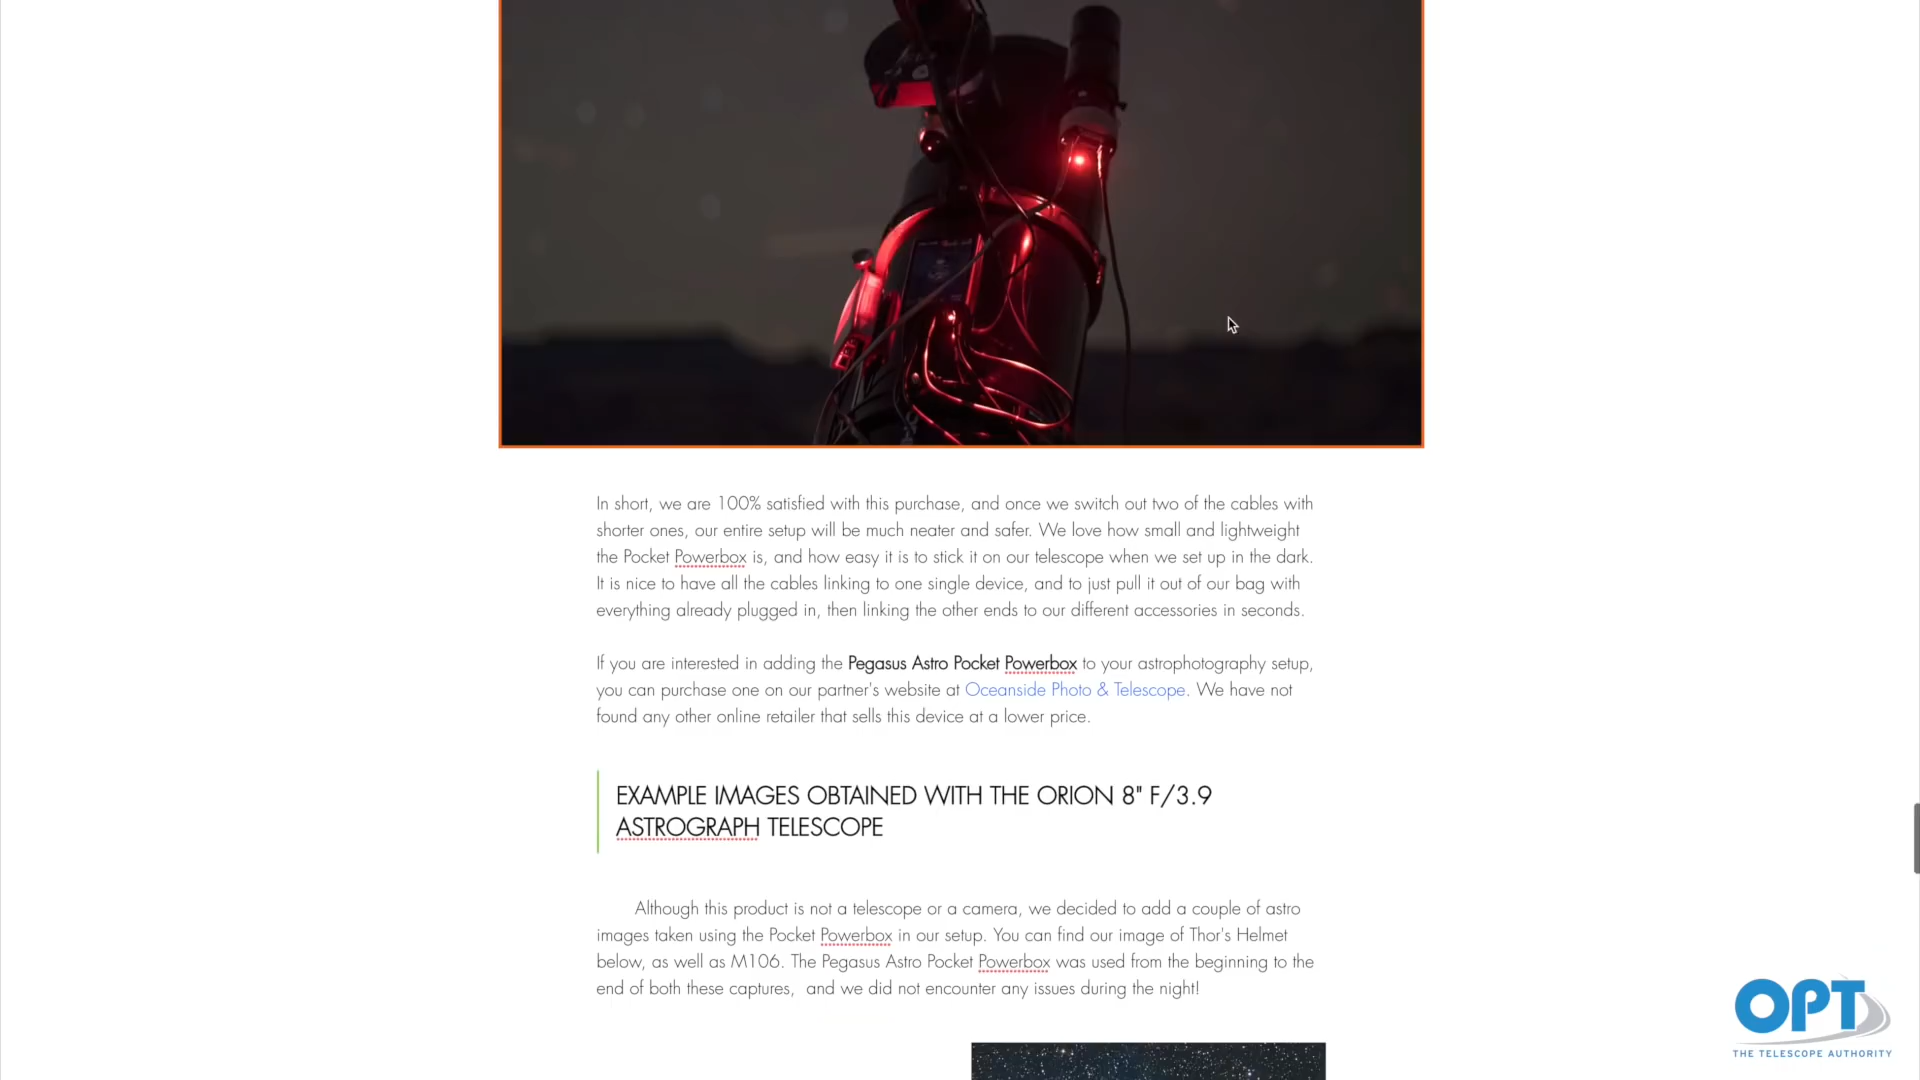 In short, we are 100% satisfied with this purchase, and once we switch out two of the cables with
shorter ones, our entire setup will be much neater and safer. We love how small and lightweight
the Pocket Powerbox is, and how easy it is to stick it on our telescope when we set up in the dark.
It is nice to have all the cables linking to one single device, and to just pull it out of our bag with
everything already plugged in, then linking the other ends to our different accessories in seconds.
If you are interested in adding the Pegasus Astro Pocket Powerbox to your astrophotography setup,
you can purchase one on our partner's website at Oceanside Photo & Telescope. We have not
found any other online retailer that sells this device at a lower price.
EXAMPLE IMAGES OBTAINED WITH THE ORION 8" F/3.9
ASTROGRAPH TELESCOPE
Although this product is not a telescope or a camera, we decided to add a couple of astro
images taken using the Pocket Powerbox in our setup. You can find our image of Thor's Helmet
below, as well as M106. The Pegasus Astro Pocket Powerbox was used from the beginning to the
end of both these captures,  and we did not encounter any issues during the night!
OPT
THE TELESCOPE AUTHORITY